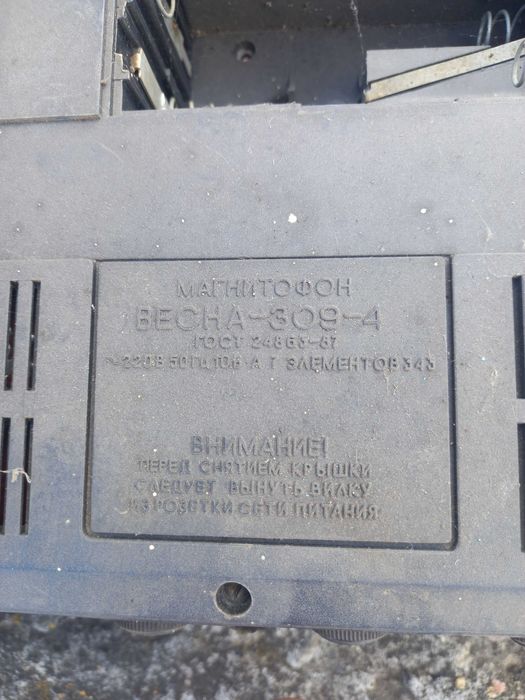 МАГНИТОФОН
ВЕСНА-309-4
ГОСТ 24863-87
~220В 50Гц 10В·А 7 ЭЛЕМЕНТОВ 343
ВНИМАНИЕ!
ПЕРЕД СНЯТИЕМ КРЫШКИ
СЛЕДУЕТ ВЫНУТЬ ВИЛКУ
ИЗ РОЗЕТКИ СЕТИ ПИТАНИЯ